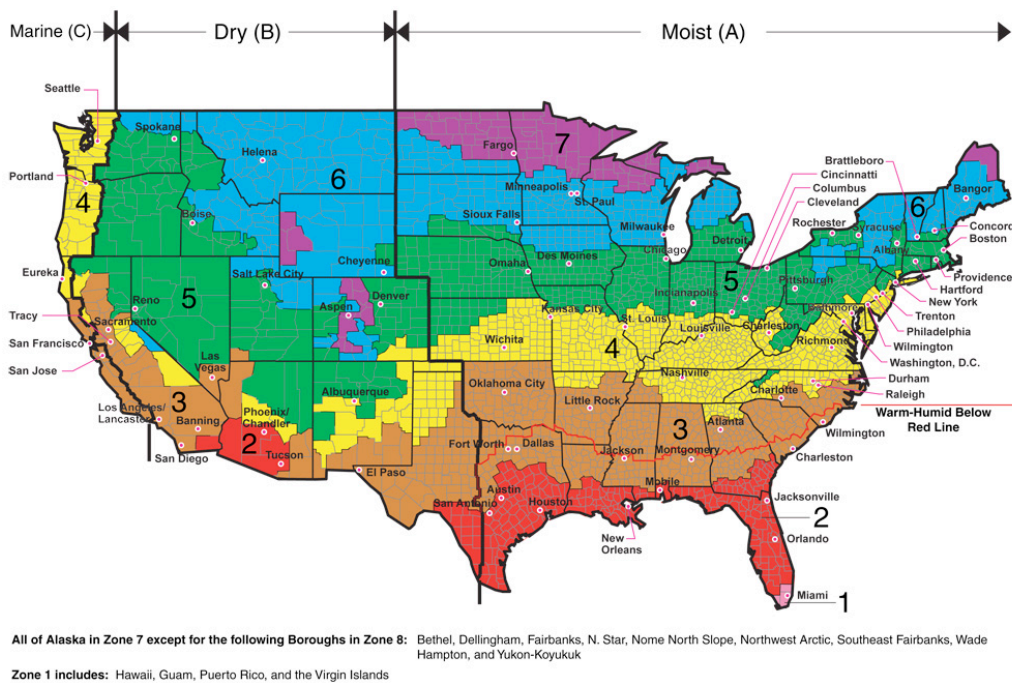 Marine (C)
Dry (B)
Moist (A)
Seattle
Portland
4
Eureka
Tracy
San Francisco
San Jose
Spokane
Helena
6
Boise
Salt Lake City
Cheyenne
5
Reno
Sacramento
Aspen
Denver
Las
Vegas
3
Los Angeles/
Lancaster
Banning
San Diego
Phoenix/
Chandler
2
Tucson
Albuquerque
El Paso
Fargo
7
Minneapolis
St. Paul
Sioux Falls
Milwaukee
Chicago
Omaha
Des Moines
Detroit
5
Indianapolis
Kansas City
St. Louis
Wichita
4
Louisville
Charleston
Nashville
Oklahoma City
Little Rock
3
Atlanta
Charlotte
Fort Worth
Dallas
Jackson
Montgomery
Mobile
Austin
San Antonio
Houston
New
Orleans
Brattleboro
Cincinnatti
Columbus
Cleveland
Rochester
Syracuse
Albany
6
Bangor
Concord
Boston
Providence
Hartford
New York
Trenton
Philadelphia
Wilmington
Washington, D.C.
Pittsburgh
Baltimore
Richmond
Durham
Raleigh
Warm-Humid Below
Red Line
Wilmington
Charleston
Jacksonville
2
Orlando
Miami
1
All of Alaska in Zone 7 except for the following Boroughs in Zone 8: Bethel, Dellingham, Fairbanks, N. Star, Nome North Slope, Northwest Arctic, Southeast Fairbanks, Wade
Hampton, and Yukon-Koyukuk
Zone 1 includes: Hawaii, Guam, Puerto Rico, and the Virgin Islands